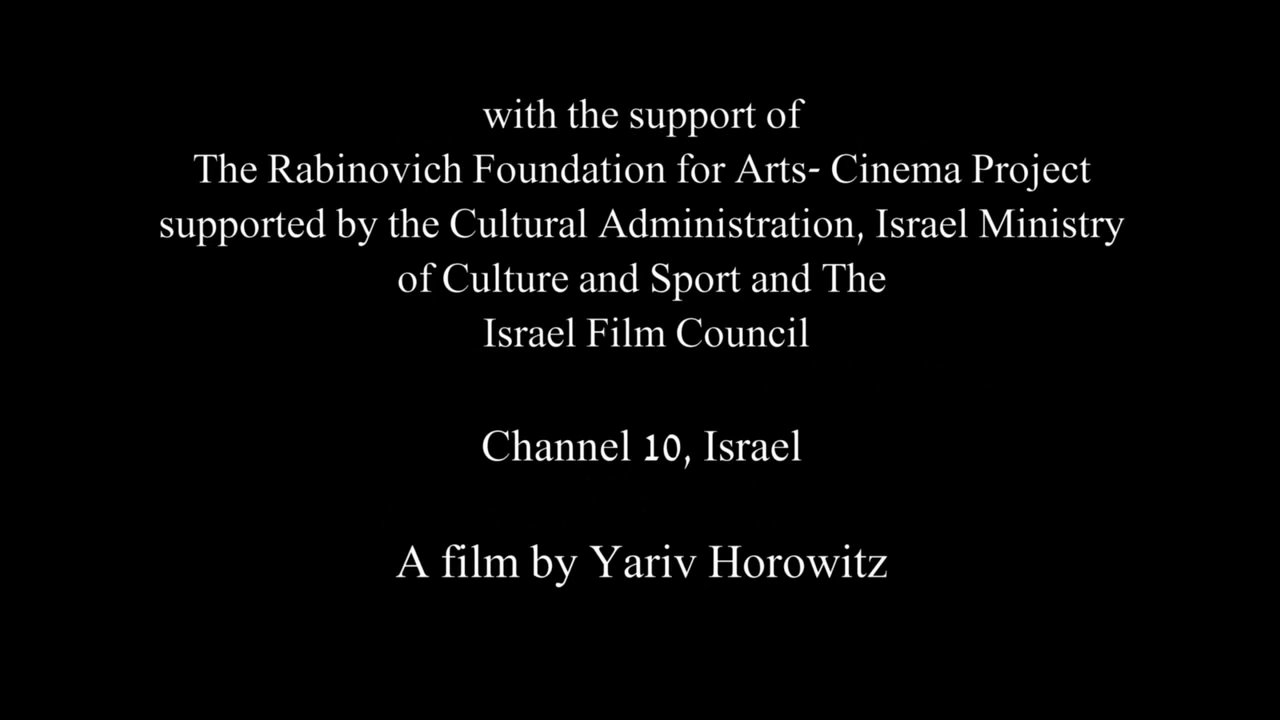 with the support of
The Rabinovich Foundation for Arts- Cinema Project
supported by the Cultural Administration, Israel Ministry
of Culture and Sport and The
Israel Film Council
Channel 10, Israel
A film by Yariv Horowitz